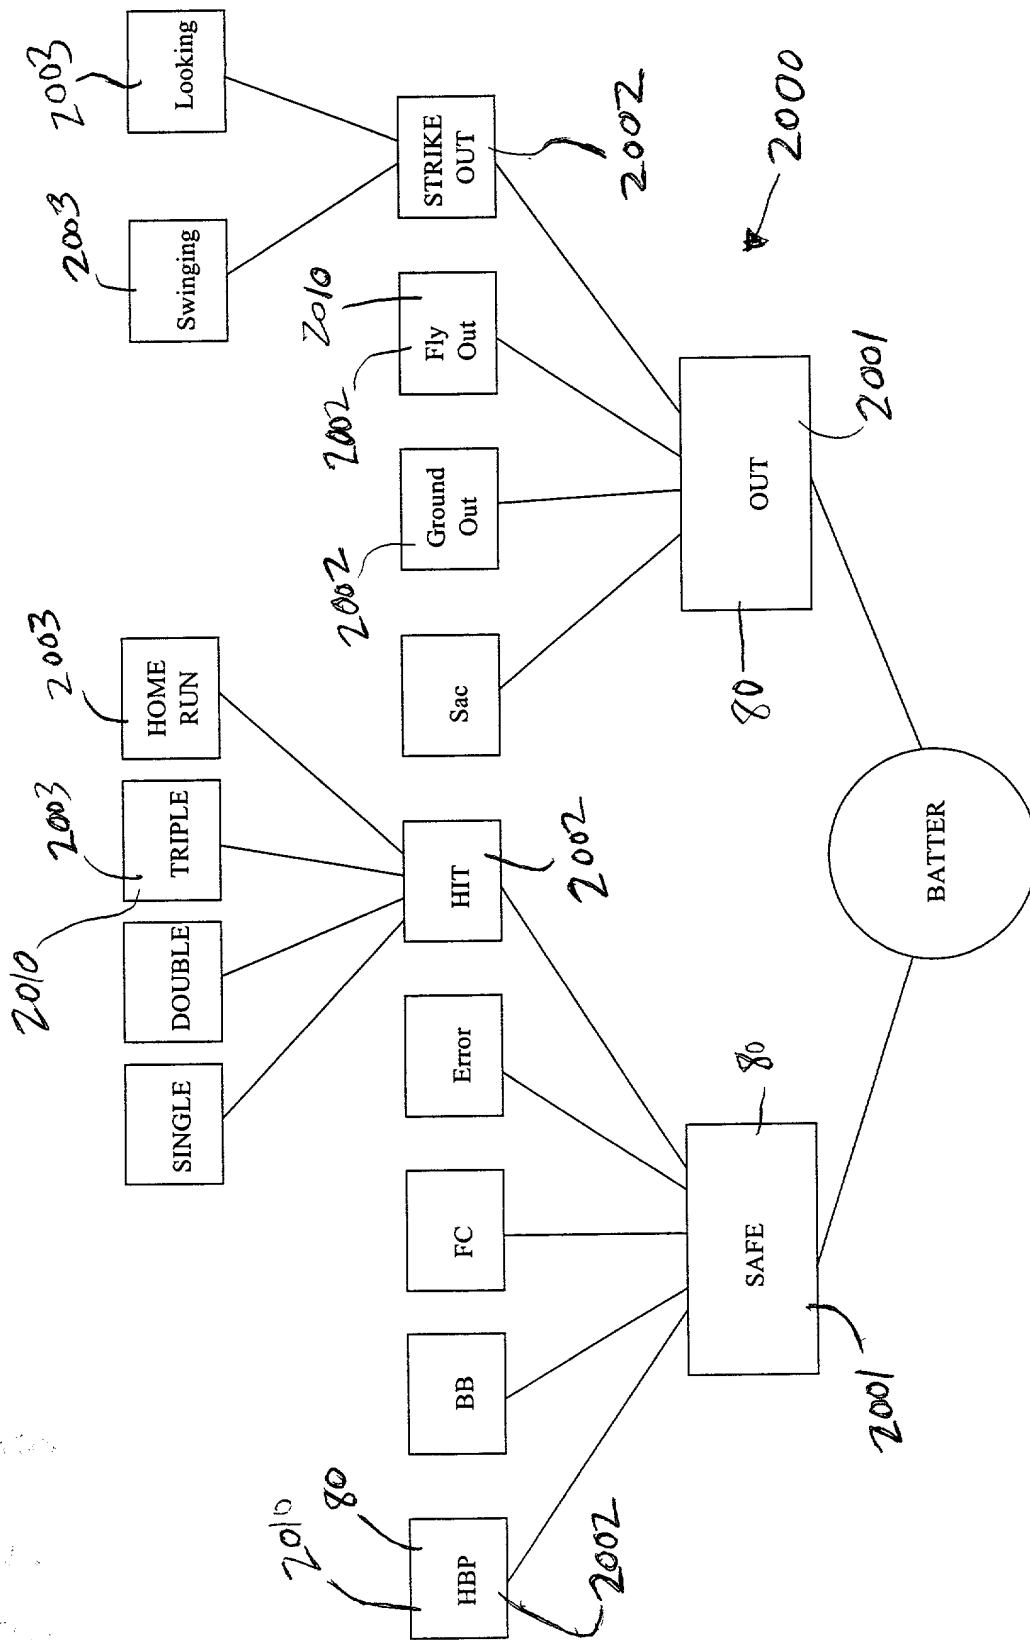 2010
2003
2003
2003
2003
SINGLE
DOUBLE
TRIPLE
HOME
RUN
Swinging
Looking
2010
80
2002
2002
2010
HBP
BB
FC
Error
HIT
Sac
Ground
Out
Fly
Out
STRIKE
OUT
2002
2002
2002
80
80
SAFE
OUT
2001
2001
2000
BATTER